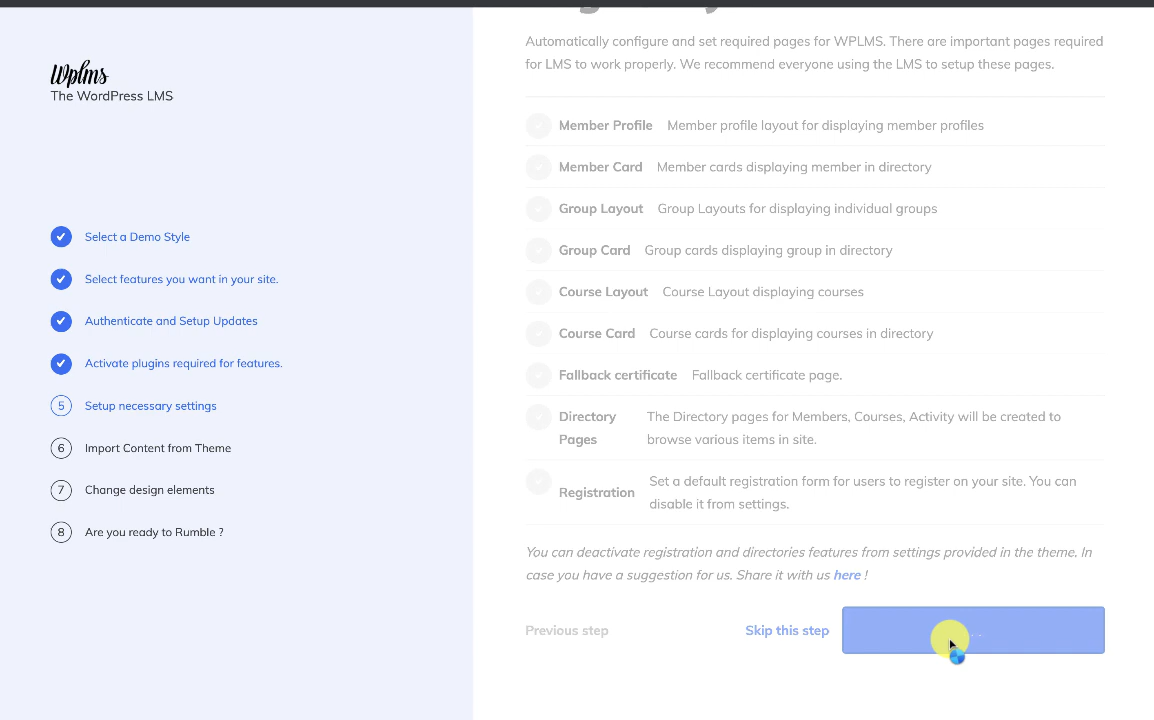 Wplms
The WordPress LMS
Select a Demo Style
Select features you want in your site.
Authenticate and Setup Updates
Activate plugins required for features.
5 Setup necessary settings
6 Import Content from Theme
7 Change design elements
8 Are you ready to Rumble ?
Automatically configure and set required pages for WPLMS. There are important pages required
for LMS to work properly. We recommend everyone using the LMS to setup these pages.
Member Profile Member profile layout for displaying member profiles
Member Card Member cards displaying member in directory
Group Layout Group Layouts for displaying individual groups
Group Card Group cards displaying group in directory
Course Layout Course Layout displaying courses
Course Card Course cards for displaying courses in directory
Fallback certificate Fallback certificate page.
Directory Pages The Directory pages for Members, Courses, Activity will be created to
browse various items in site.
Registration Set a default registration form for users to register on your site. You can
disable it from settings.
You can deactivate registration and directories features from settings provided in the theme. In
case you have a suggestion for us. Share it with us here !
Previous step Skip this step